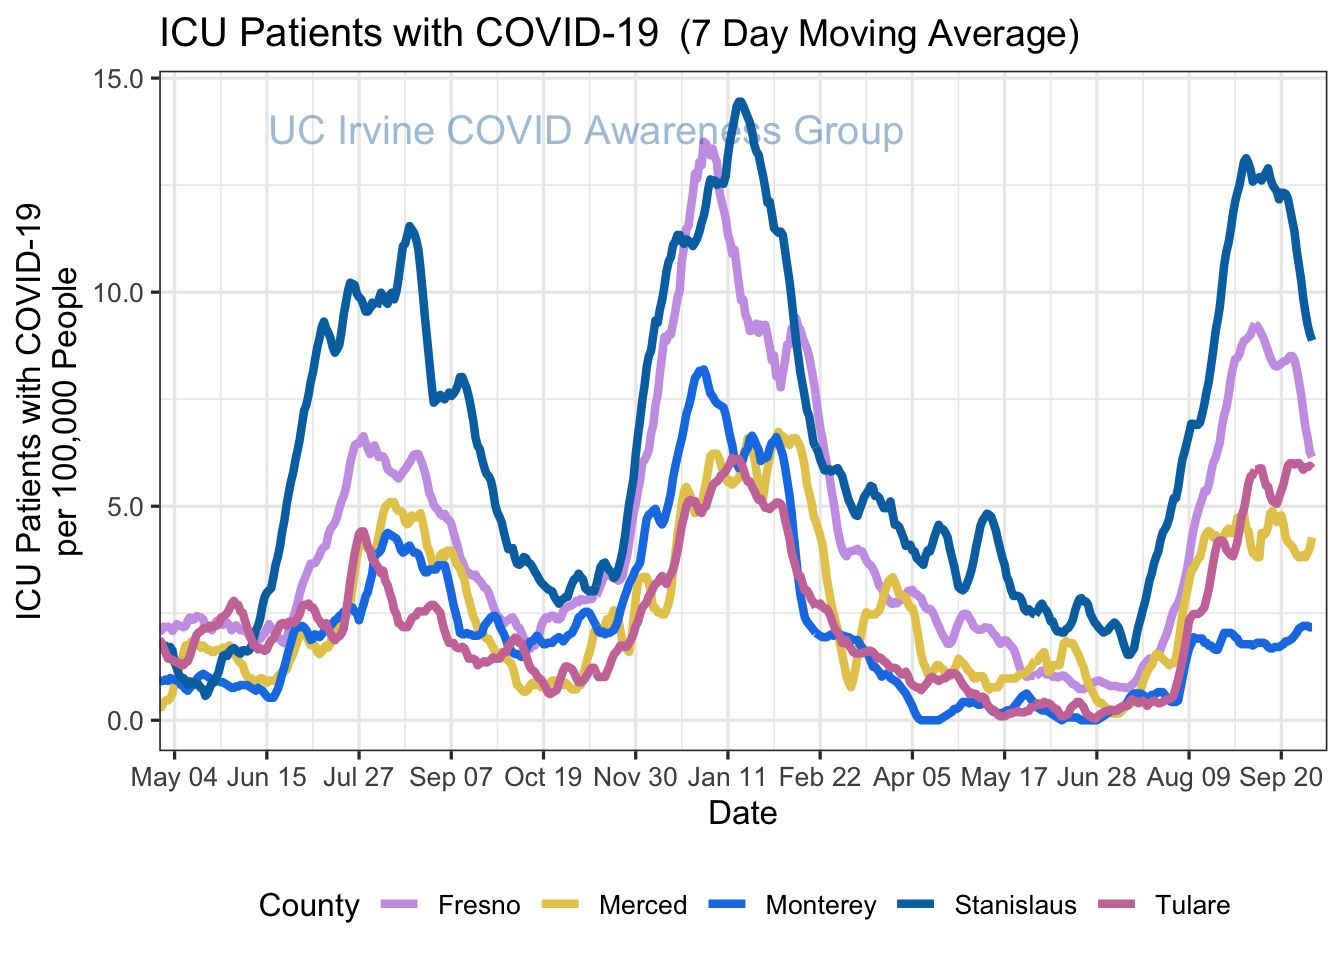 ICU Patients with COVID-19 (7 Day Moving Average)
UC Irvine COVID Awareness Group
ICU Patients with COVID-19
per 100,000 People
15.0
10.0
5.0
0.0
May 04 Jun 15 Jul 27 Sep 07 Oct 19 Nov 30 Jan 11 Feb 22 Apr 05 May 17 Jun 28 Aug 09 Sep 20
Date
County Fresno Merced Monterey Stanislaus Tulare